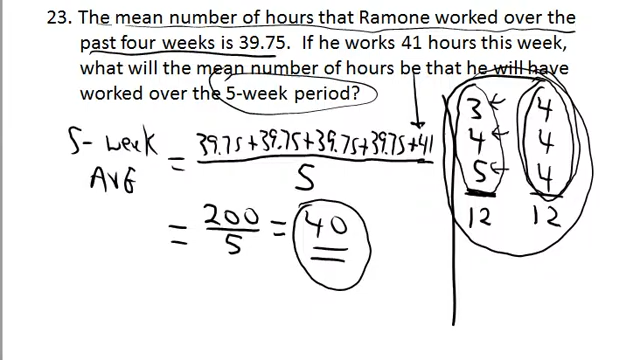 23. The mean number of hours that Ramone worked over the
past four weeks is 39.75. If he works 41 hours this week,
what will the mean number of hours be that he will have
worked over the 5-week period?
5-week
AVG
= 39.75+39.75+39.75+39.75+41
5
= 200/5 = 40
3 4
4 4
5 4
12 12